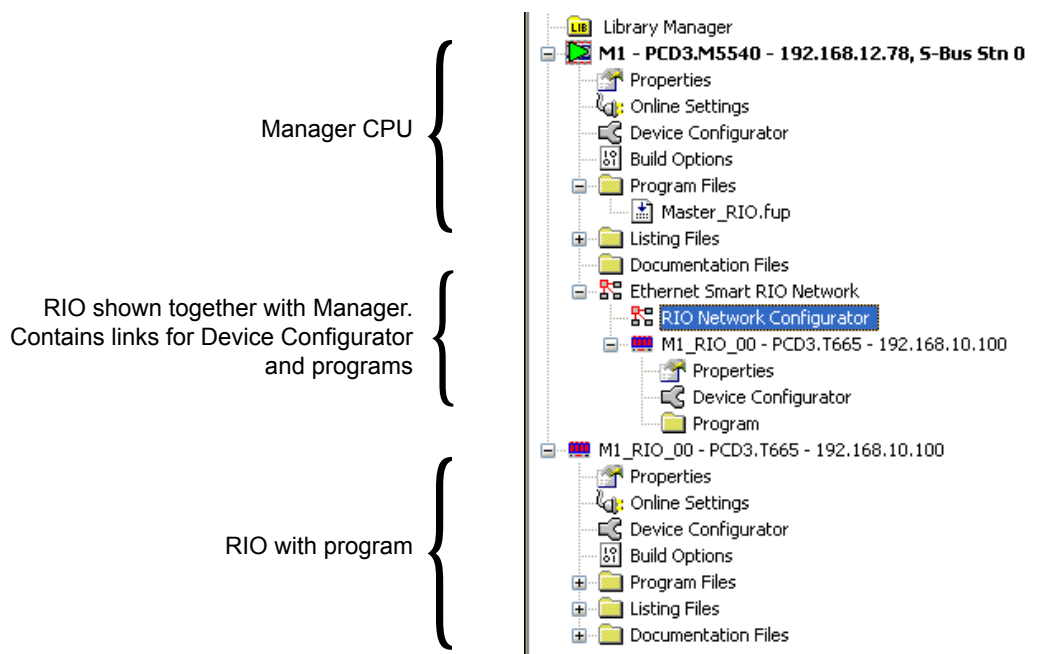 LIB Library Manager
M1 - PCD3.M5540 - 192.168.12.78, S-Bus Stn 0
Properties
Online Settings
Manager CPU
Device Configurator
Build Options
Program Files
Master_RIO.fup
Listing Files
Documentation Files
Ethernet Smart RIO Network
RIO shown together with Manager.
Contains links for Device Configurator
and programs
RIO Network Configurator
M1_RIO_00 - PCD3.T665 - 192.168.10.100
Properties
Device Configurator
Program
M1_RIO_00 - PCD3.T665 - 192.168.10.100
Properties
Online Settings
Device Configurator
RIO with program
Build Options
Program Files
Listing Files
Documentation Files